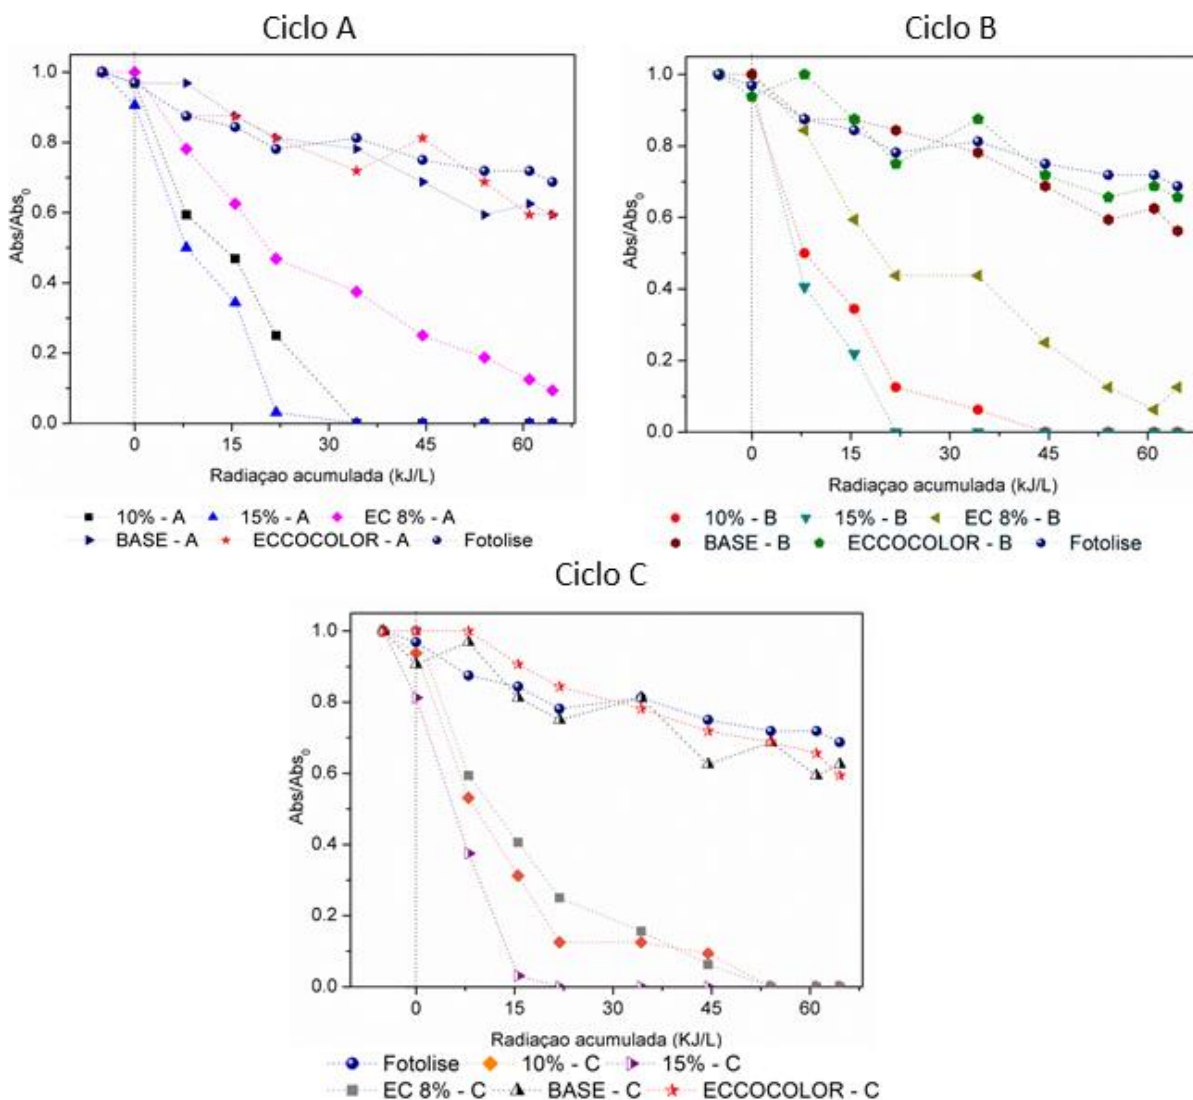 Ciclo A
1.0
0.8
0.6
0.4
0.2
0.0
Abs/Abs₀
0 15 30 45 60
Radiaçao acumulada (kJ/L)
10% - A 15% - A EC 8% - A
BASE - A ECCOCOLOR - A Fotolise
Ciclo B
1.0
0.8
0.6
0.4
0.2
0.0
Abs/Abs₀
0 15 30 45 60
Radiaçao acumulada (kJ/L)
10% - B 15% - B EC 8% - B
BASE - B ECCOCOLOR - B Fotolise
Ciclo C
1.0
0.8
0.6
0.4
0.2
0.0
Abs/Abs₀
0 15 30 45 60
Radiaçao acumulada (KJ/L)
Fotolise 10% - C 15% - C
EC 8% - C BASE - C ECCOCOLOR - C